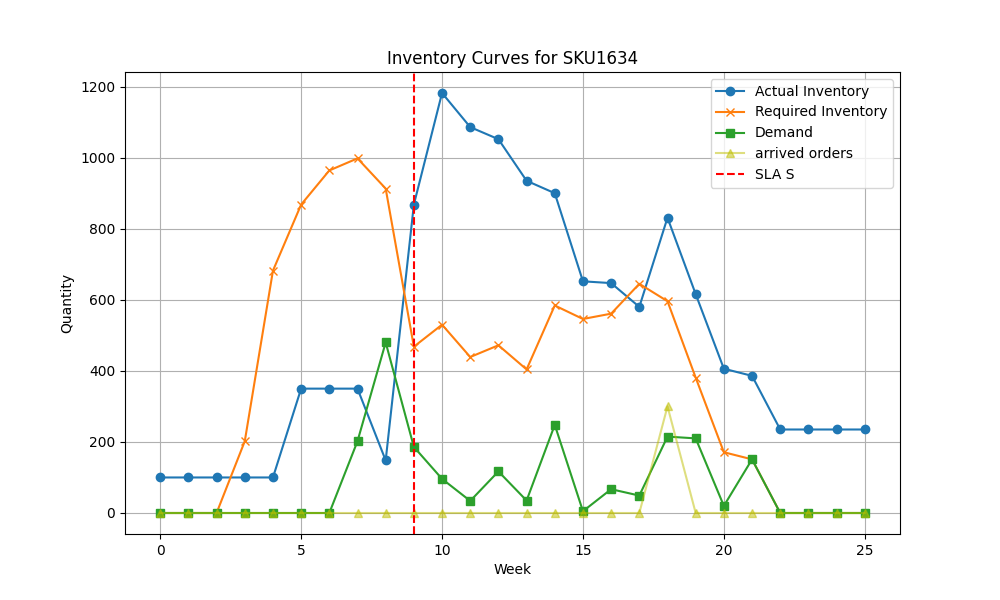 Inventory Curves for SKU1634
Actual Inventory
Required Inventory
Demand
arrived orders
SLA S
Quantity
1200
1000
800
600
400
200
0
0 5 10 15 20 25
Week